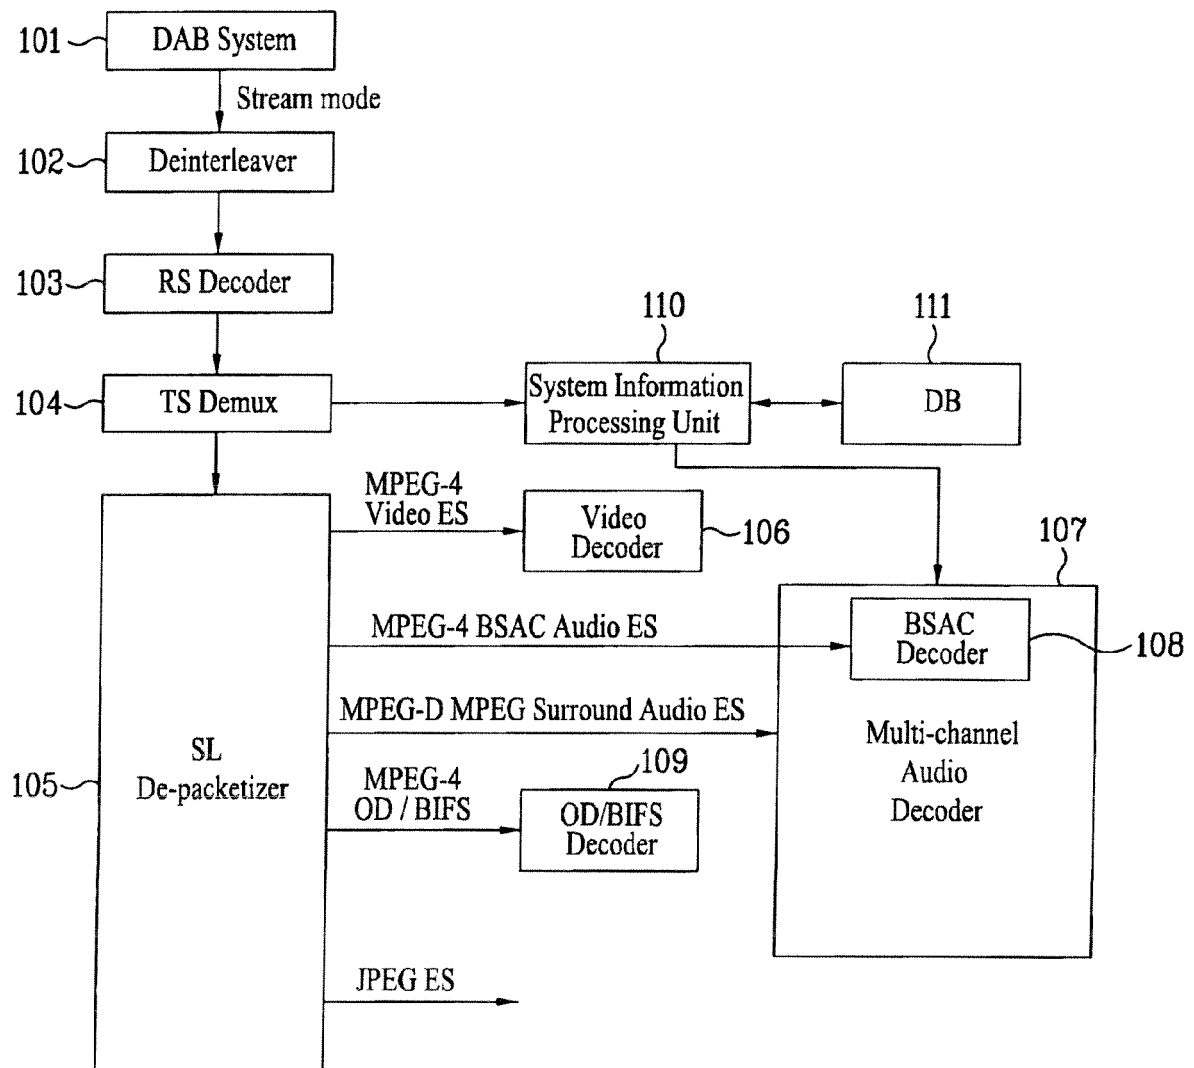 101
DAB System
Stream mode
102
Deinterleaver
103
RS Decoder
110
111
104
TS Demux
System Information
Processing Unit
DB
MPEG-4
Video ES
Video
Decoder
106
107
MPEG-4 BSAC Audio ES
BSAC
Decoder
108
MPEG-D MPEG Surround Audio ES
Multi-channel
Audio
Decoder
105
SL
De-packetizer
MPEG-4
OD / BIFS
109
OD/BIFS
Decoder
JPEG ES